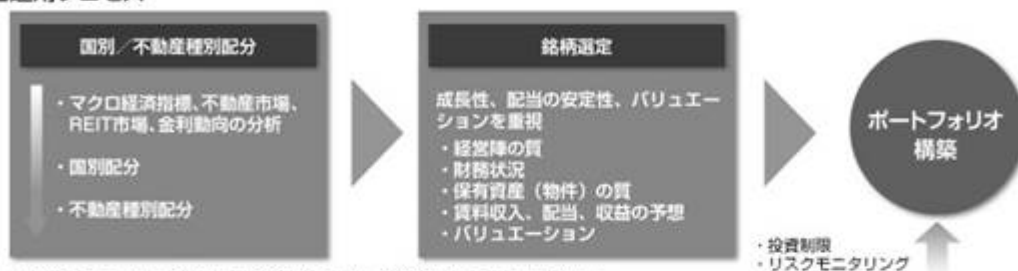 国別／不動産種別配分
・マクロ経済指標、不動産市場、
REIT市場、金利動向の分析
・国別配分
・不動産種別配分
銘柄選定
成長性、配当の安定性、バリュエー
ションを重視
・経営陣の質
・財務状況
・保有資産（物件）の質
・賃料収入、配当、収益の予想
・バリュエーション
ポートフォリオ
構築
・投資制限
・リスクモニタリング